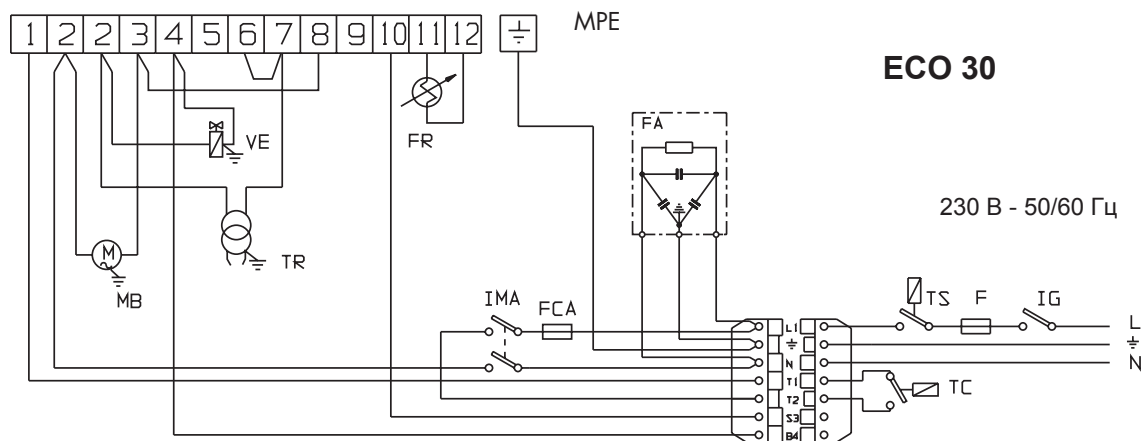 1 2 2 3 4 5 6 7 8 9 10 11 12
MPE
ECO 30
FA
FR
VE
230 В - 50/60 Гц
TR
M
MB
IMA
FCA
TS
F
IG
L1
L
N
N
T1
TC
T2
S3
B4